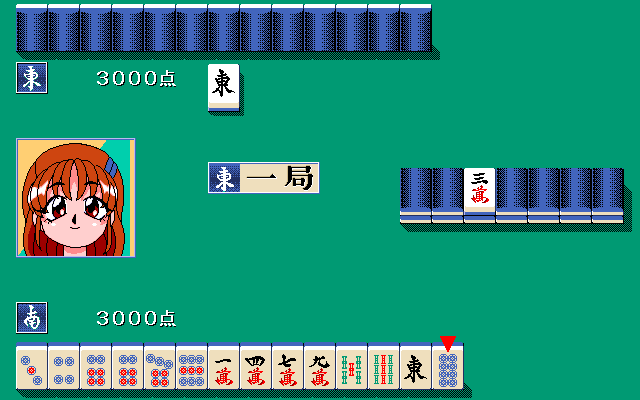 東 3000点
東
東 一局
三萬
南 3000点
一萬 四萬 七萬 九萬 東